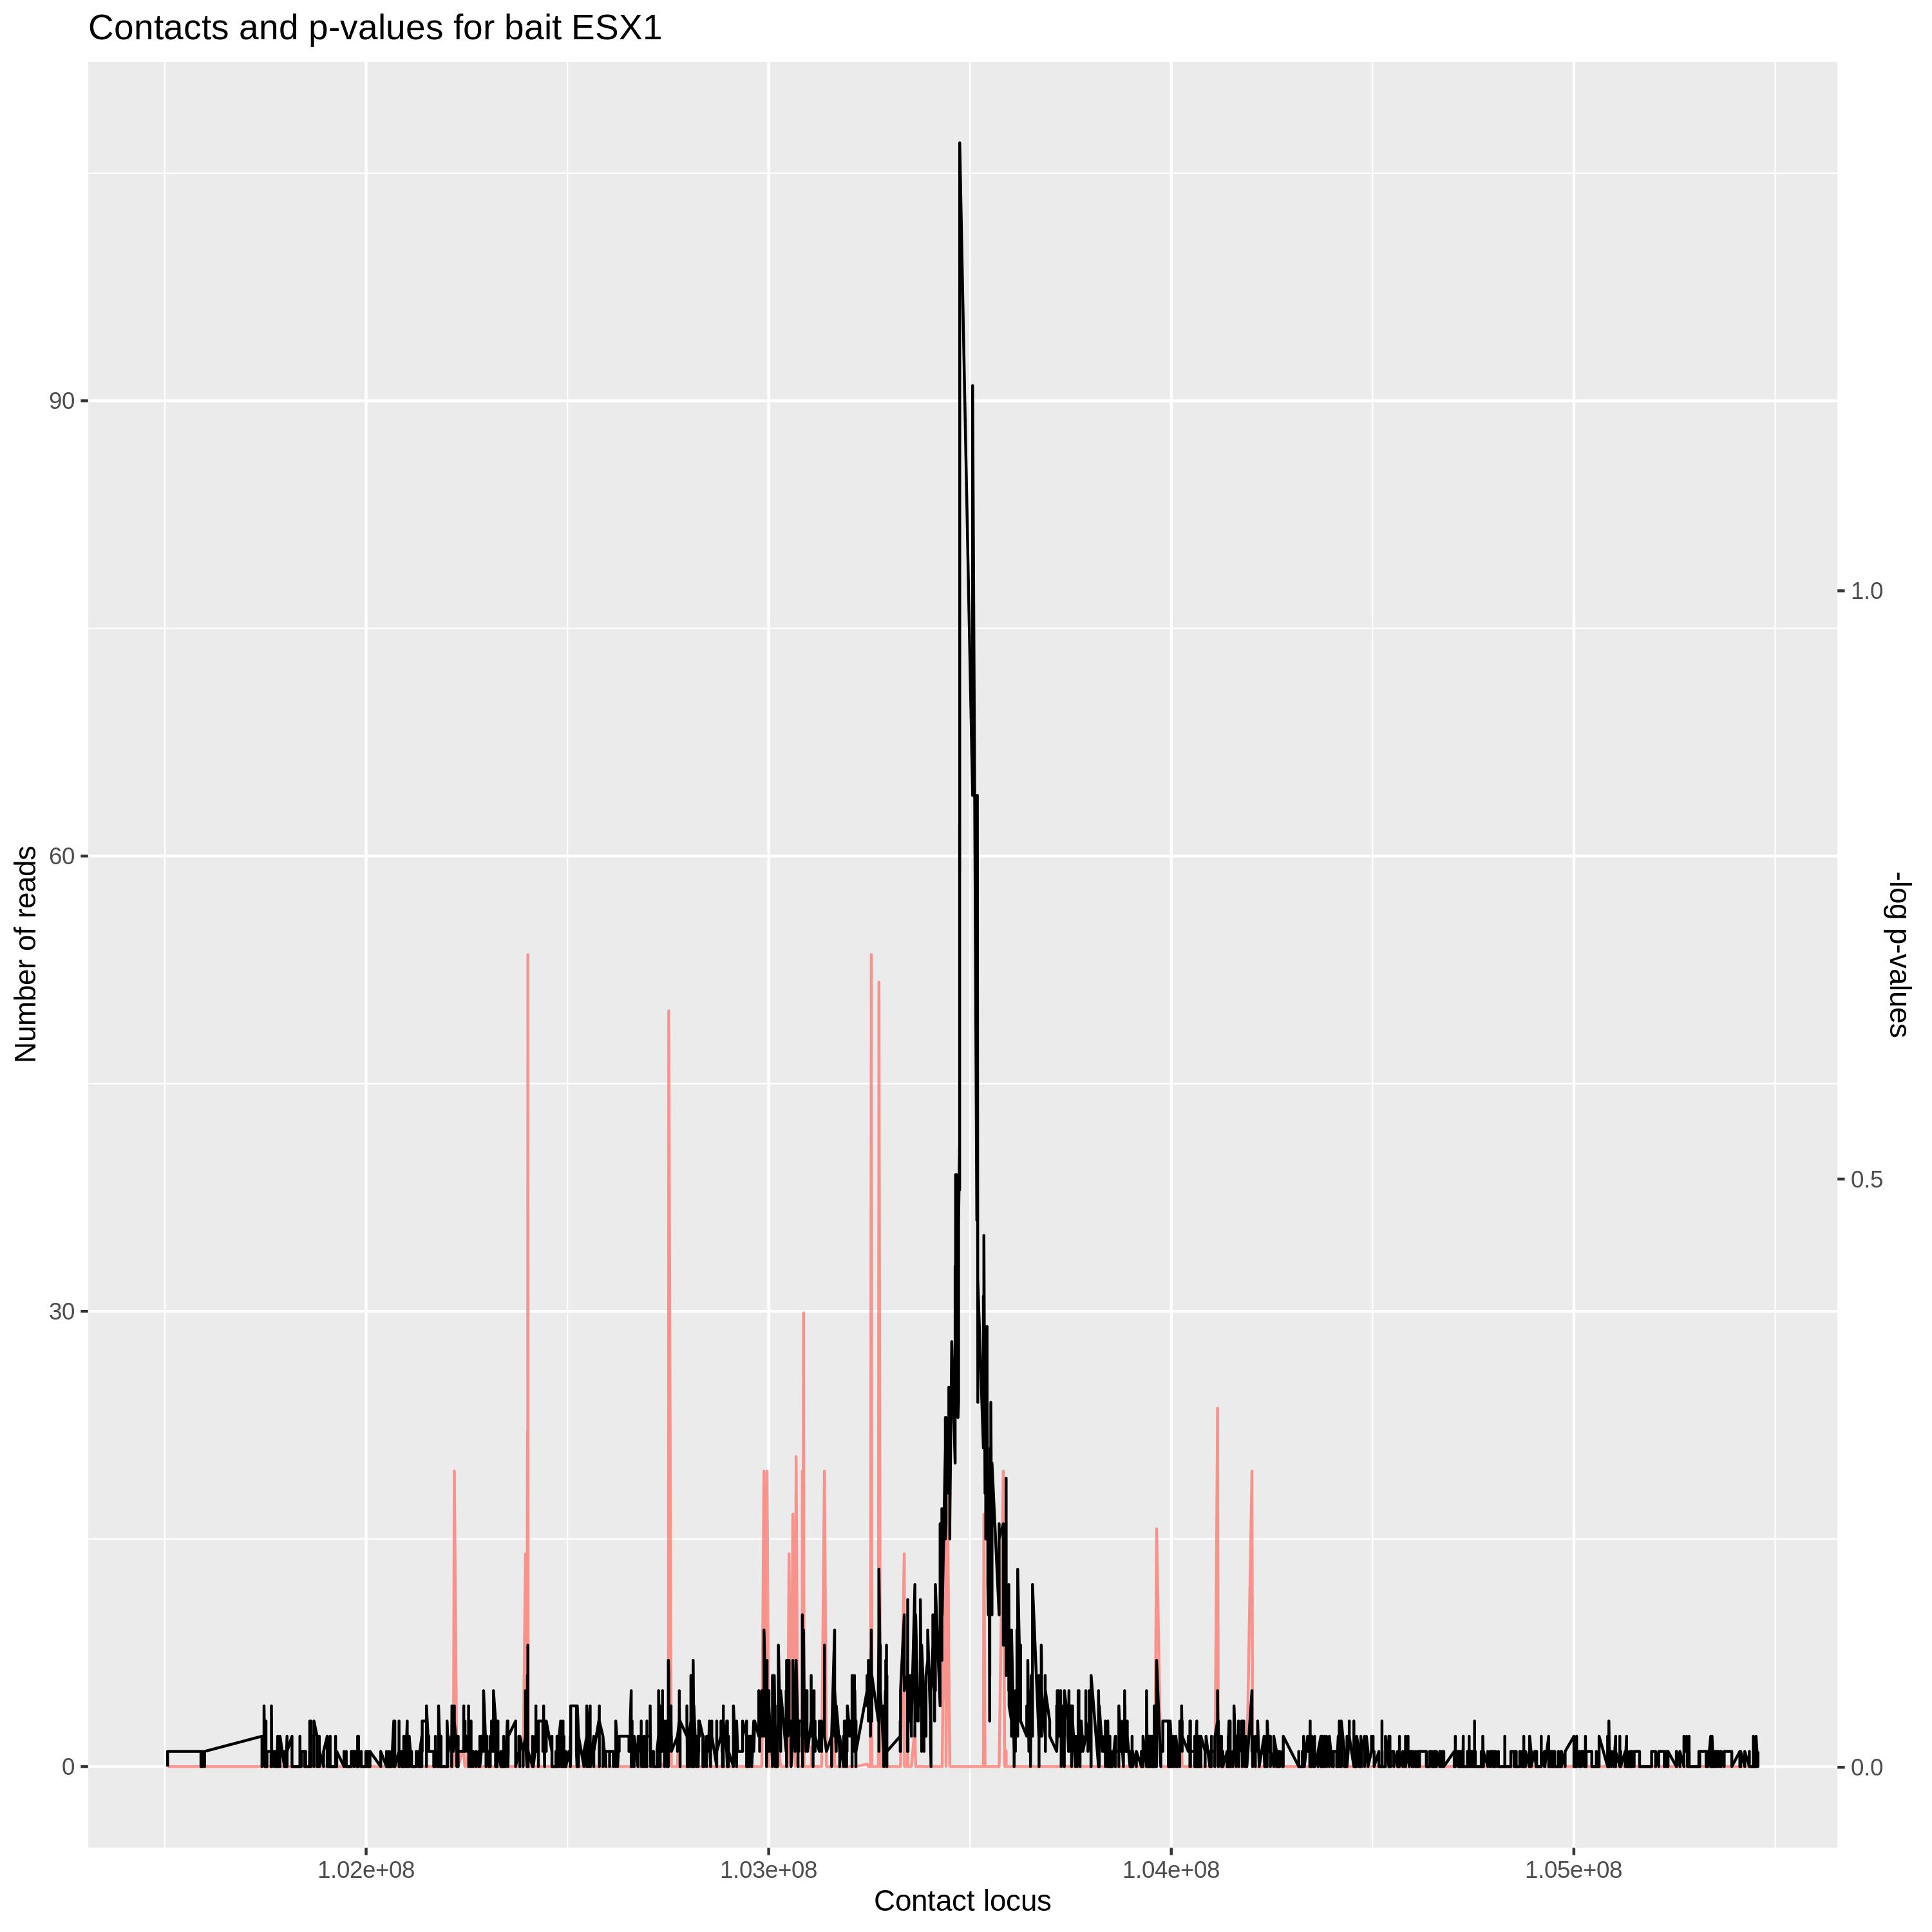 Contacts and p-values for bait ESX1
90
60
30
0
Number of reads
1.0
0.5
0.0
-log p-values
1.02e+08
1.03e+08
1.04e+08
1.05e+08
Contact locus